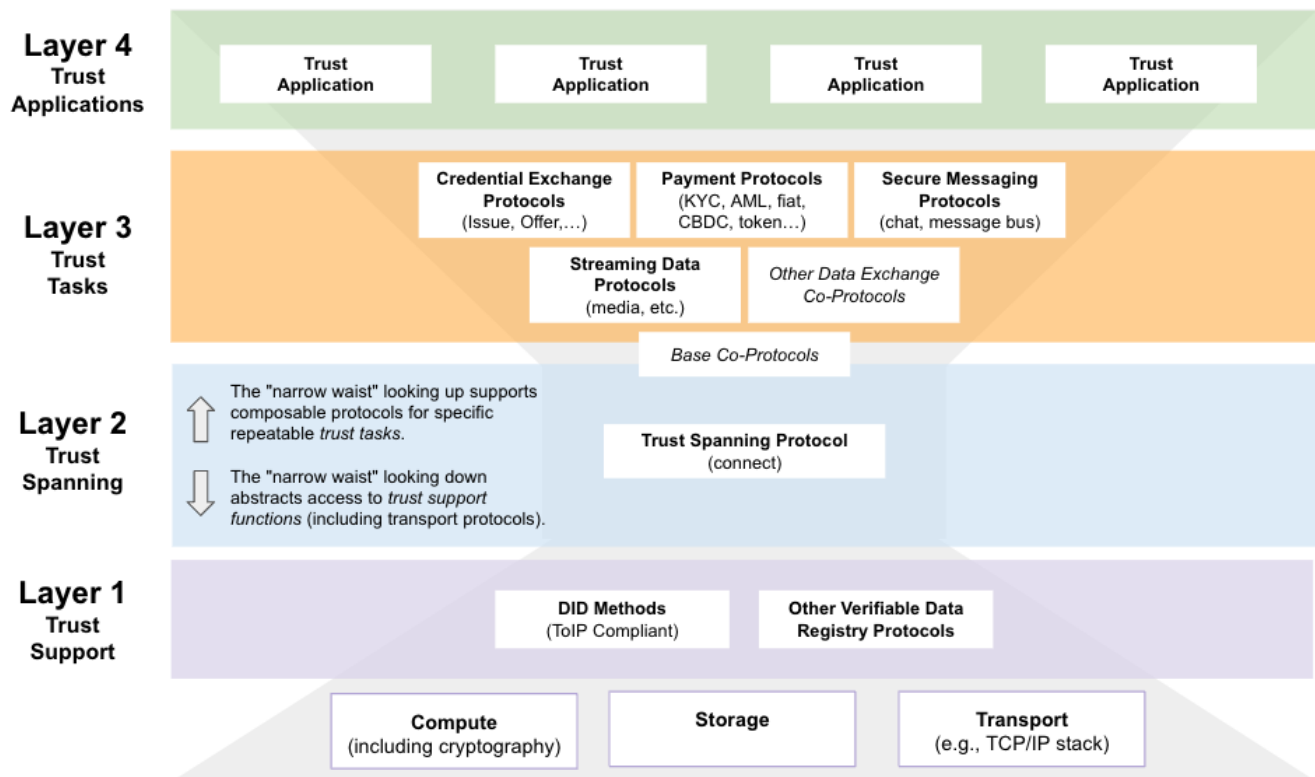 Layer 4
Trust
Applications
Trust
Application
Trust
Application
Trust
Application
Trust
Application
Layer 3
Trust
Tasks
Credential Exchange
Protocols
(Issue, Offer,…)
Payment Protocols
(KYC, AML, fiat,
CBDC, token…)
Secure Messaging
Protocols
(chat, message bus)
Streaming Data
Protocols
(media, etc.)
Other Data Exchange
Co-Protocols
Base Co-Protocols
Layer 2
Trust
Spanning
The "narrow waist" looking up supports
composable protocols for specific
repeatable trust tasks.
The "narrow waist" looking down
abstracts access to trust support
functions (including transport protocols).
Trust Spanning Protocol
(connect)
Layer 1
Trust
Support
DID Methods
(ToIP Compliant)
Other Verifiable Data
Registry Protocols
Compute
(including cryptography)
Storage
Transport
(e.g., TCP/IP stack)